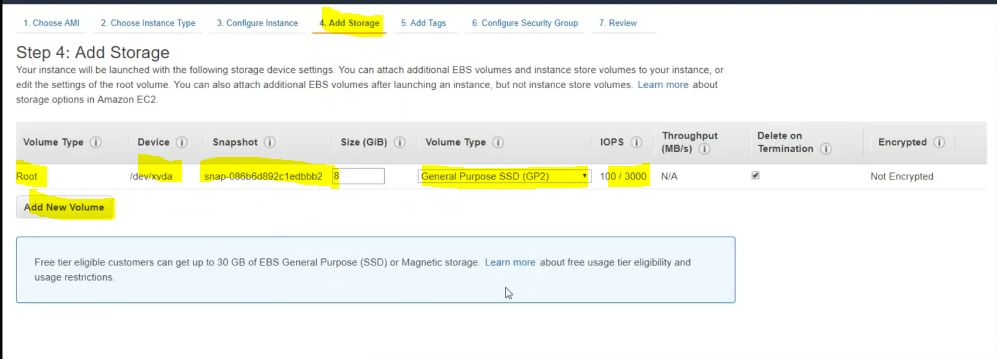 1. Choose AMI 2. Choose Instance Type 3. Configure Instance 4. Add Storage 5. Add Tags 6. Configure Security Group 7. Review
Step 4: Add Storage
Your instance will be launched with the following storage device settings. You can attach additional EBS volumes and instance store volumes to your instance, or
edit the settings of the root volume. You can also attach additional EBS volumes after launching an instance, but not instance store volumes. Learn more about
storage options in Amazon EC2.
Volume Type Device Snapshot Size (GiB) Volume Type IOPS Throughput (MB/s) Delete on Termination Encrypted
Root /dev/xvda snap-086b6d892c1edbbb2 8 General Purpose SSD (GP2) 100 / 3000 N/A Not Encrypted
Add New Volume
Free tier eligible customers can get up to 30 GB of EBS General Purpose (SSD) or Magnetic storage. Learn more about free usage tier eligibility and
usage restrictions.